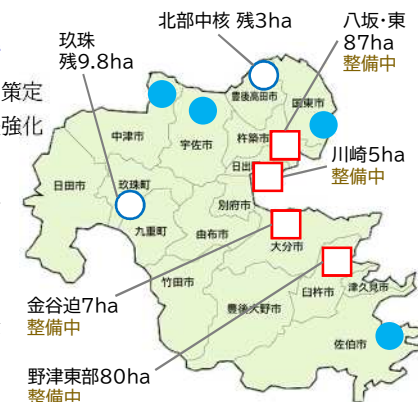 北部中核 残3ha
八坂・東
87ha
整備中
玖珠
残9.8ha
策定
強化
豊後高田市
国東市
中津市
宇佐市
杵築市
日出
川崎5ha
整備中
日田市
玖珠町
別府市
九重町
由布市
大分市
竹田市
金谷迫7ha
整備中
臼杵市
津久見市
豊後大野市
佐伯市
野津東部80ha
整備中